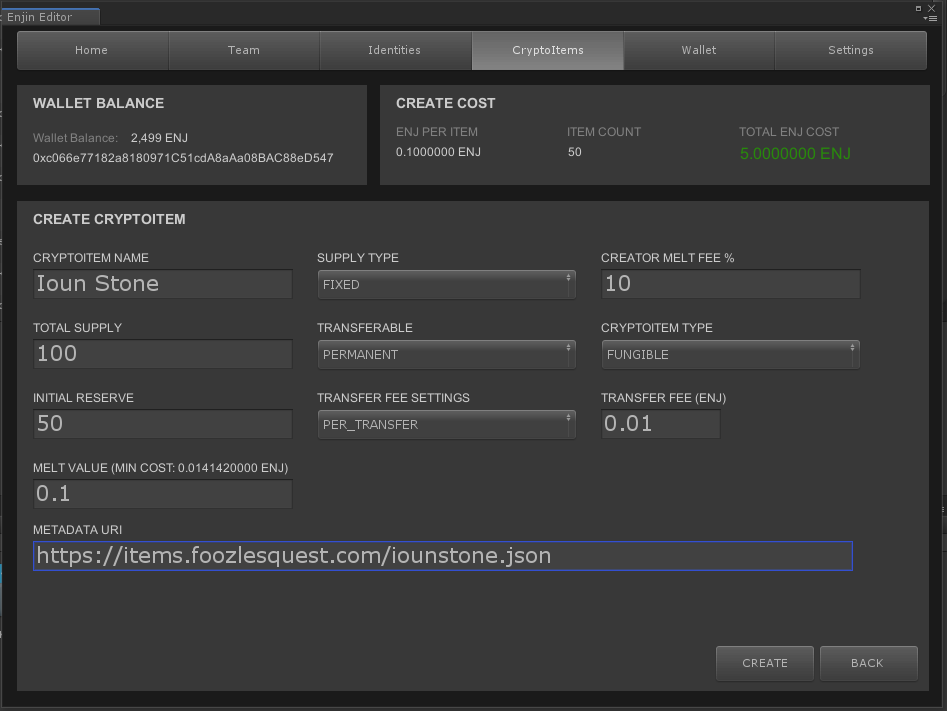 Enjin Editor
Home Team Identities CryptoItems Wallet Settings
WALLET BALANCE
Wallet Balance: 2,499 ENJ
0xc066e77182a8180971C51cdA8aAa08BAC88eD547
CREATE COST
ENJ PER ITEM ITEM COUNT TOTAL ENJ COST
0.1000000 ENJ 50 5.0000000 ENJ
CREATE CRYPTOITEM
CRYPTOITEM NAME SUPPLY TYPE CREATOR MELT FEE %
Ioun Stone FIXED 10
TOTAL SUPPLY TRANSFERABLE CRYPTOITEM TYPE
100 PERMANENT FUNGIBLE
INITIAL RESERVE TRANSFER FEE SETTINGS TRANSFER FEE (ENJ)
50 PER_TRANSFER 0.01
MELT VALUE (MIN COST: 0.0141420000 ENJ)
0.1
METADATA URI
https://items.foozlesquest.com/iounstone.json
CREATE BACK